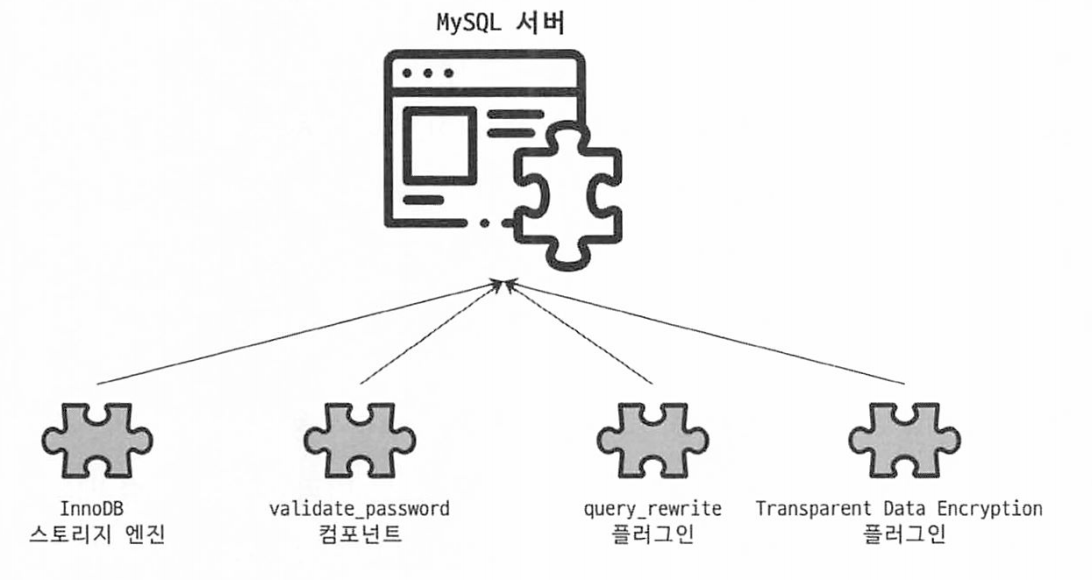 MySQL 서버
InnoDB
스토리지 엔진
validate_password
컴포넌트
query_rewrite
플러그인
Transparent Data Encryption
플러그인